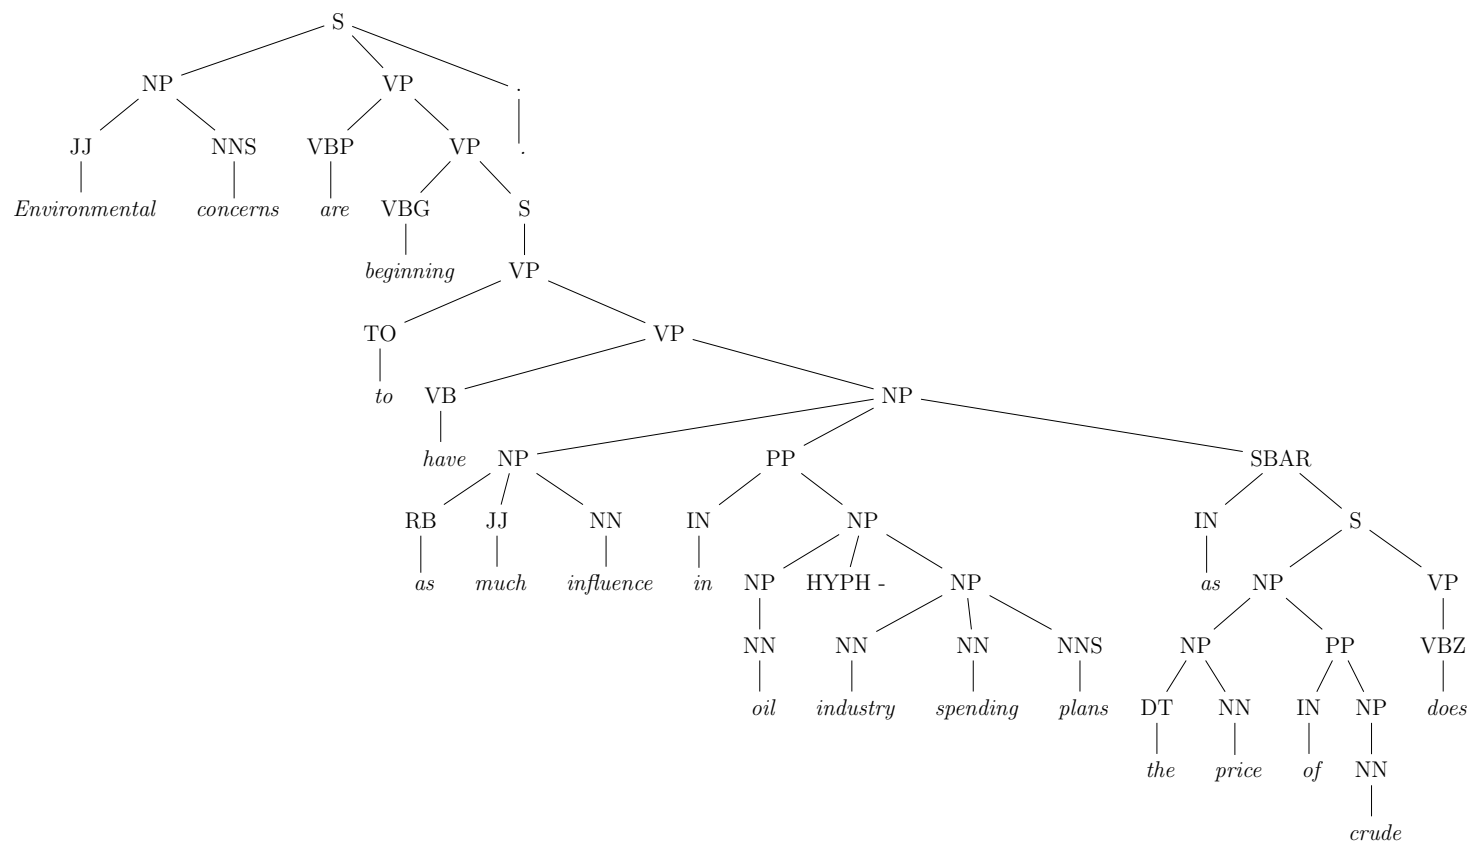 S
NP VP .
JJ NNS VBP VP .
Environmental concerns are VBG S
beginning VP
TO VP
to VB NP
have NP PP SBAR
RB JJ NN IN NP IN S
as much influence in NP HYPH - NP as NP VP
NN NN NN NNS NP PP VBZ
oil industry spending plans DT NN IN NP does
the price of NN
crude